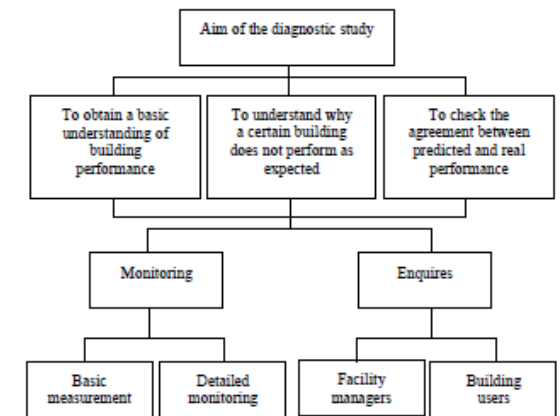 Aim of the diagnostic study
To obtain a basic
understanding of
building
performance
To understand why
a certain building
does not perform as
expected
To check the
agreement between
predicted and real
performance
Monitoring
Enquires
Basic
measurement
Detailed
monitoring
Facility
managers
Building
users